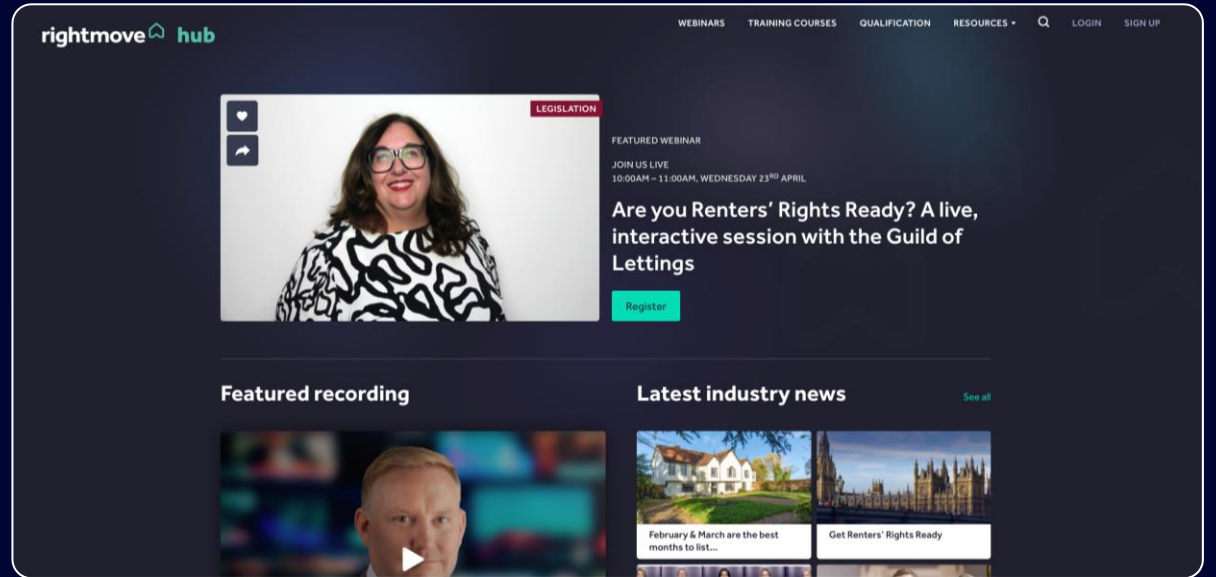 rightmove hub
WEBINARS TRAINING COURSES QUALIFICATION RESOURCES LOGIN SIGN UP
LEGISLATION
FEATURED WEBINAR
JOIN US LIVE
10:00AM – 11:00AM, WEDNESDAY 23RD APRIL
Are you Renters' Rights Ready? A live,
interactive session with the Guild of
Lettings
Register
Featured recording
Latest industry news
See all
February & March are the best
months to list...
Get Renters' Rights Ready